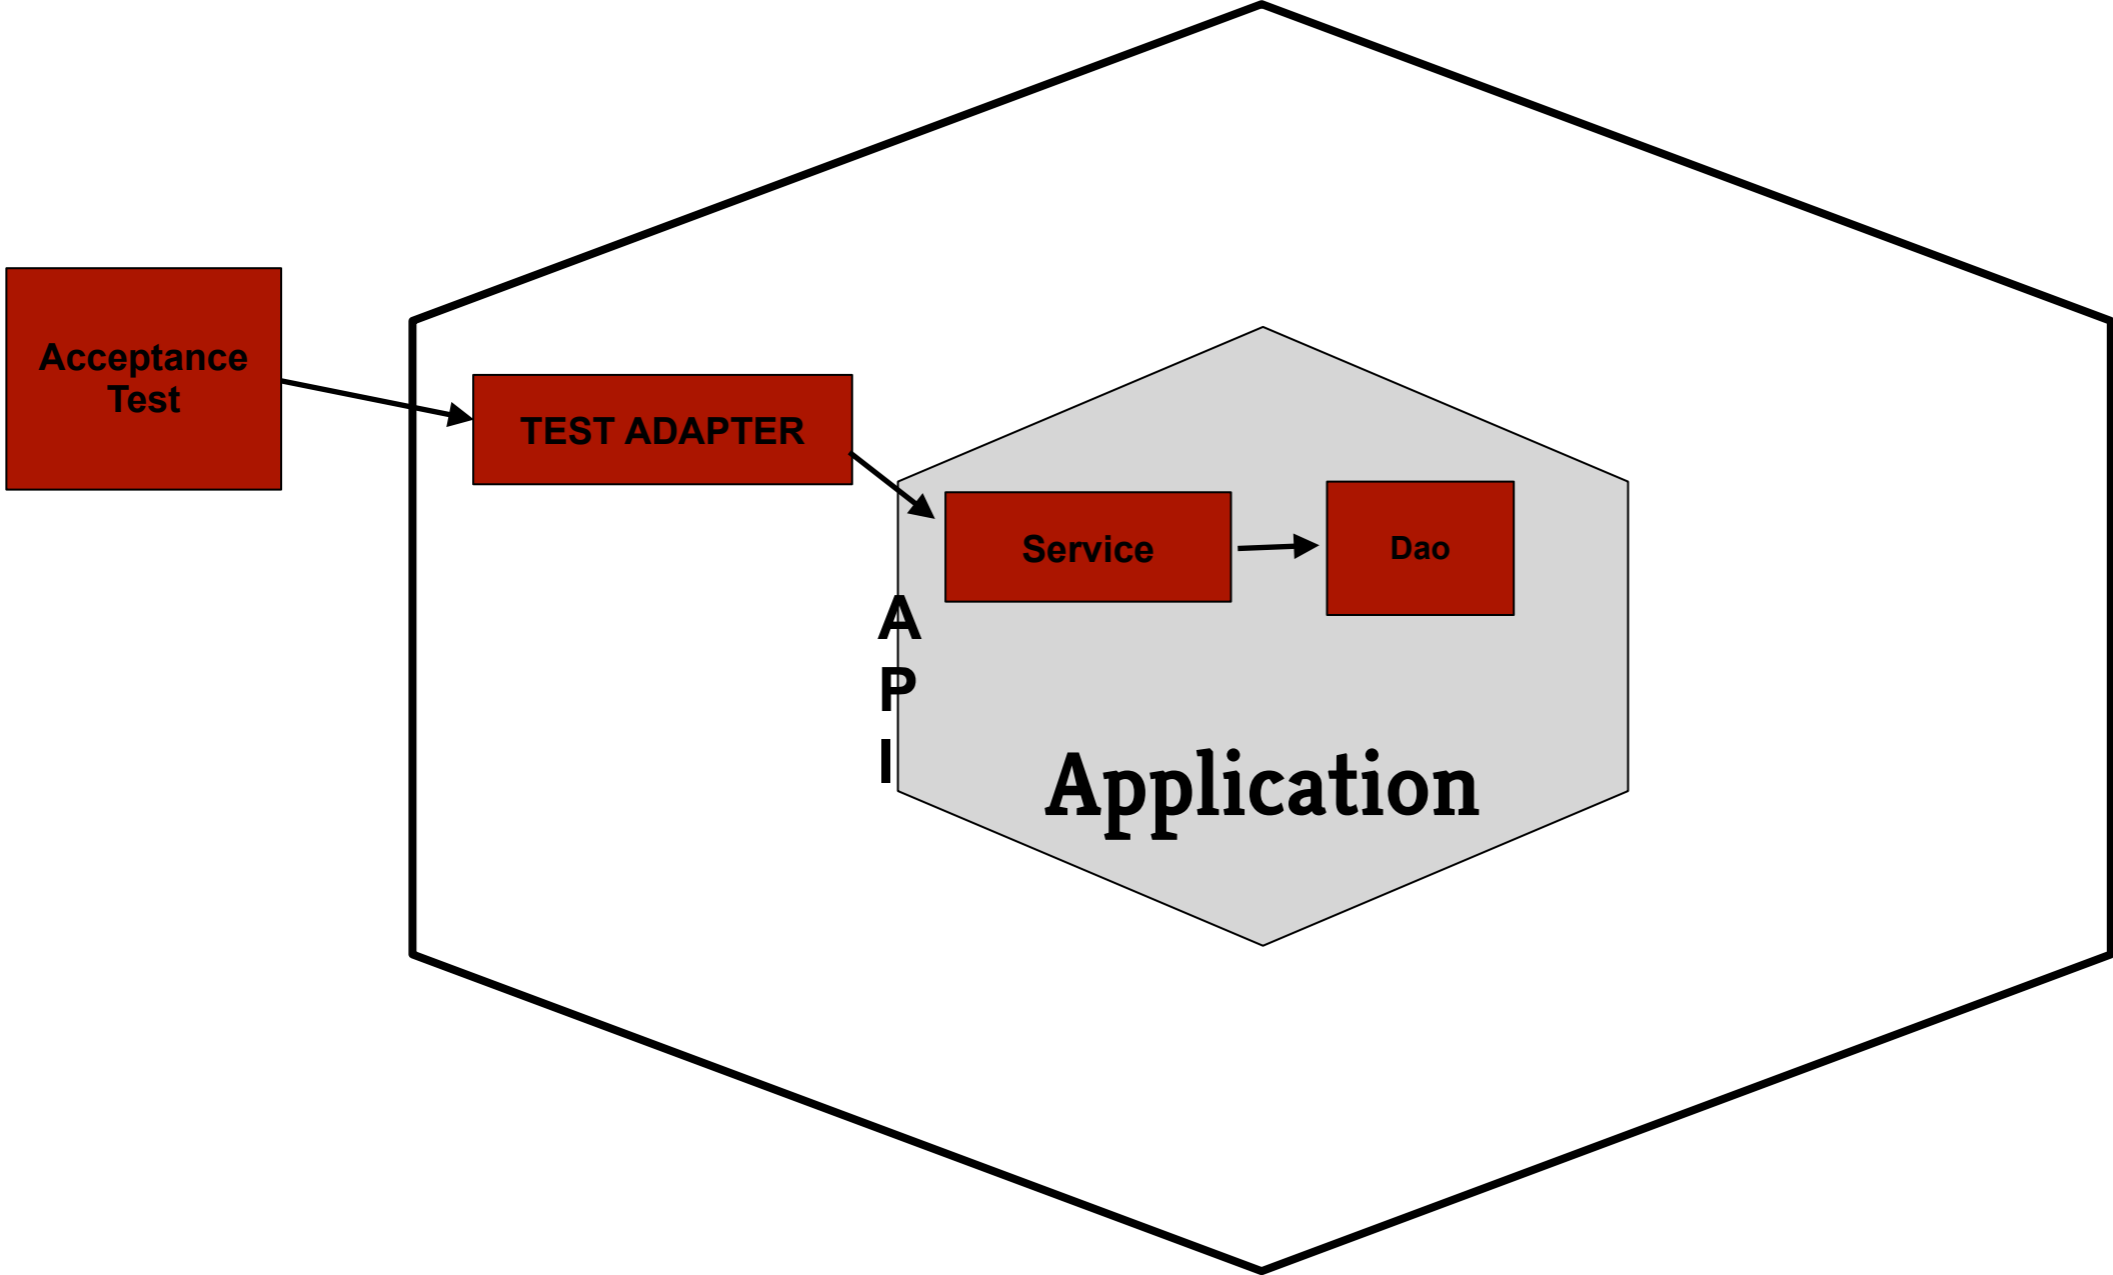 Acceptance
Test
TEST ADAPTER
Service
Dao
A
P
I
Application